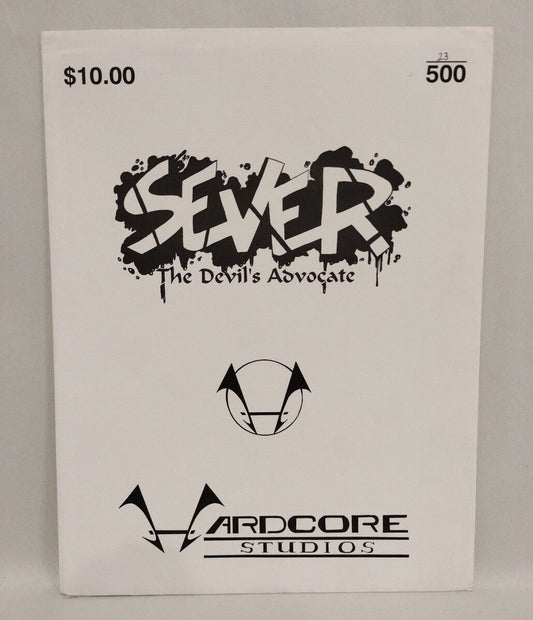 $10.00
23
500
SEVER
The Devil's Advocate
HARDCORE
STUDIOS